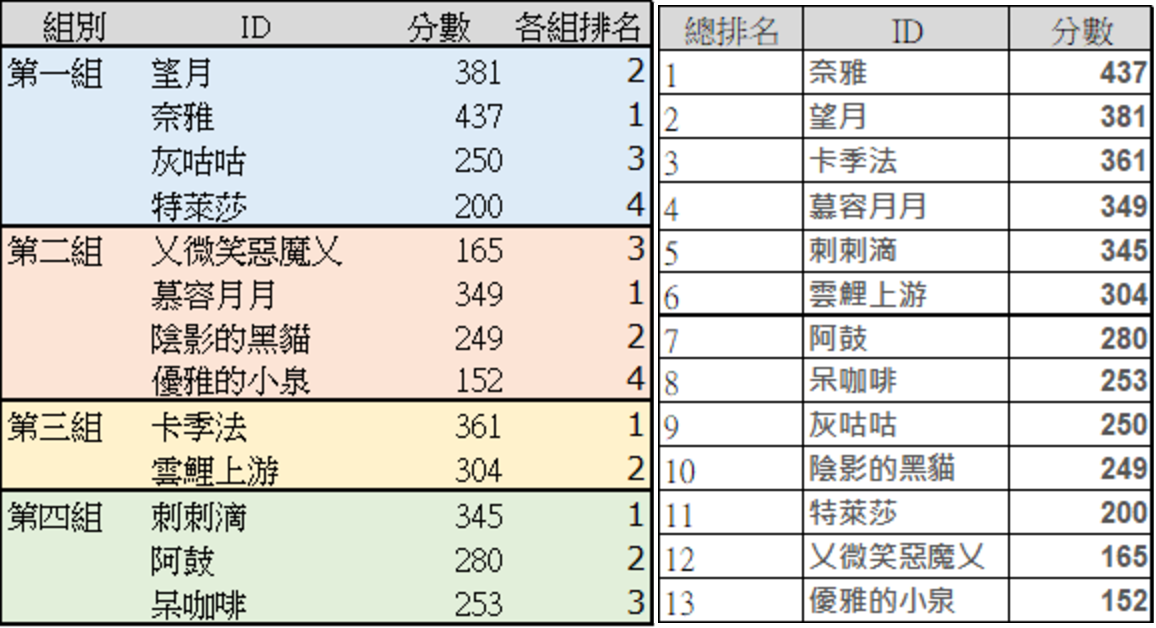 組別 ID 分數 各組排名
第一組 望月 381 2
奈雅 437 1
灰咕咕 250 3
特萊莎 200 4
第二組 乂微笑惡魔乂 165 3
慕容月月 349 1
陰影的黑貓 249 2
優雅的小泉 152 4
第三組 卡季法 361 1
雲鯉上游 304 2
第四組 刺刺滴 345 1
阿鼓 280 2
呆咖啡 253 3
總排名 ID 分數
1 奈雅 437
2 望月 381
3 卡季法 361
4 慕容月月 349
5 刺刺滴 345
6 雲鯉上游 304
7 阿鼓 280
8 呆咖啡 253
9 灰咕咕 250
10 陰影的黑貓 249
11 特萊莎 200
12 乂微笑惡魔乂 165
13 優雅的小泉 152